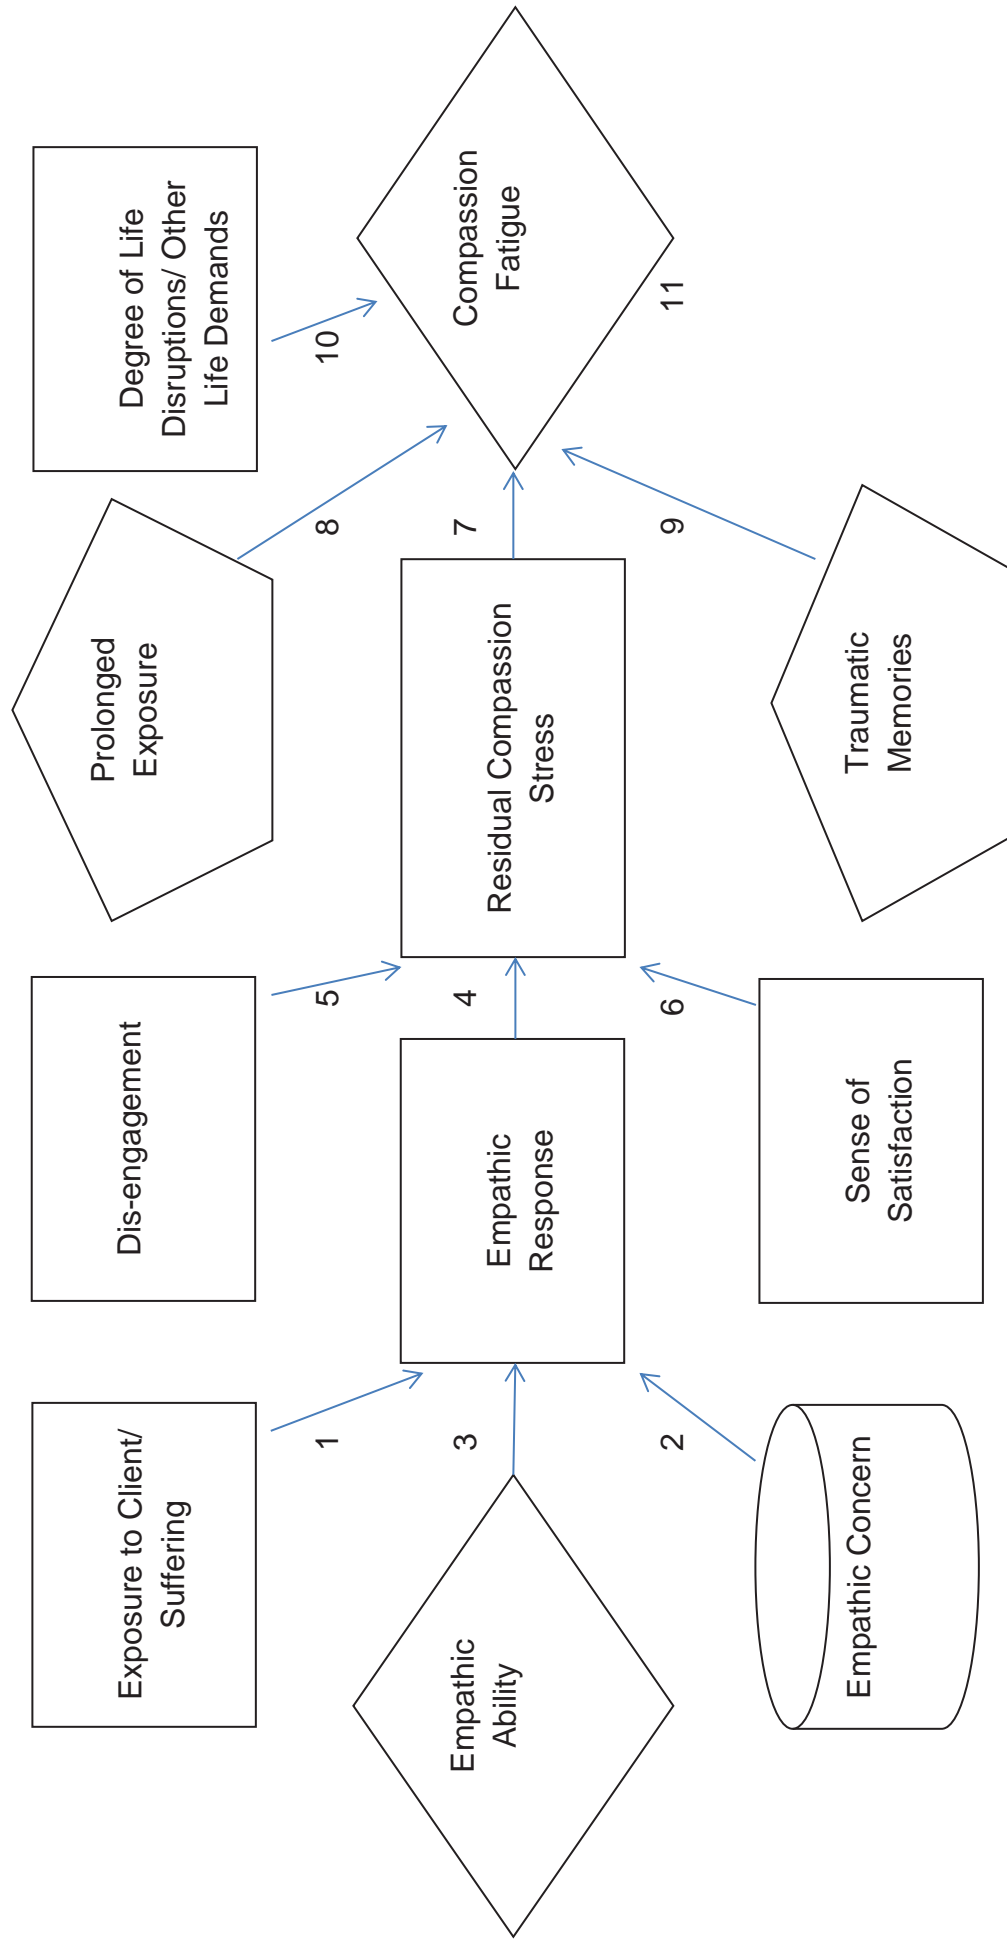 Exposure to Client/
Suffering
Dis-engagement
Prolonged
Exposure
Degree of Life
Disruptions/ Other
Life Demands
1
5
8
10
Empathic
Ability
3
Empathic
Response
4
Residual Compassion
Stress
7
Compassion
Fatigue
2
6
9
11
Empathic Concern
Sense of
Satisfaction
Traumatic
Memories